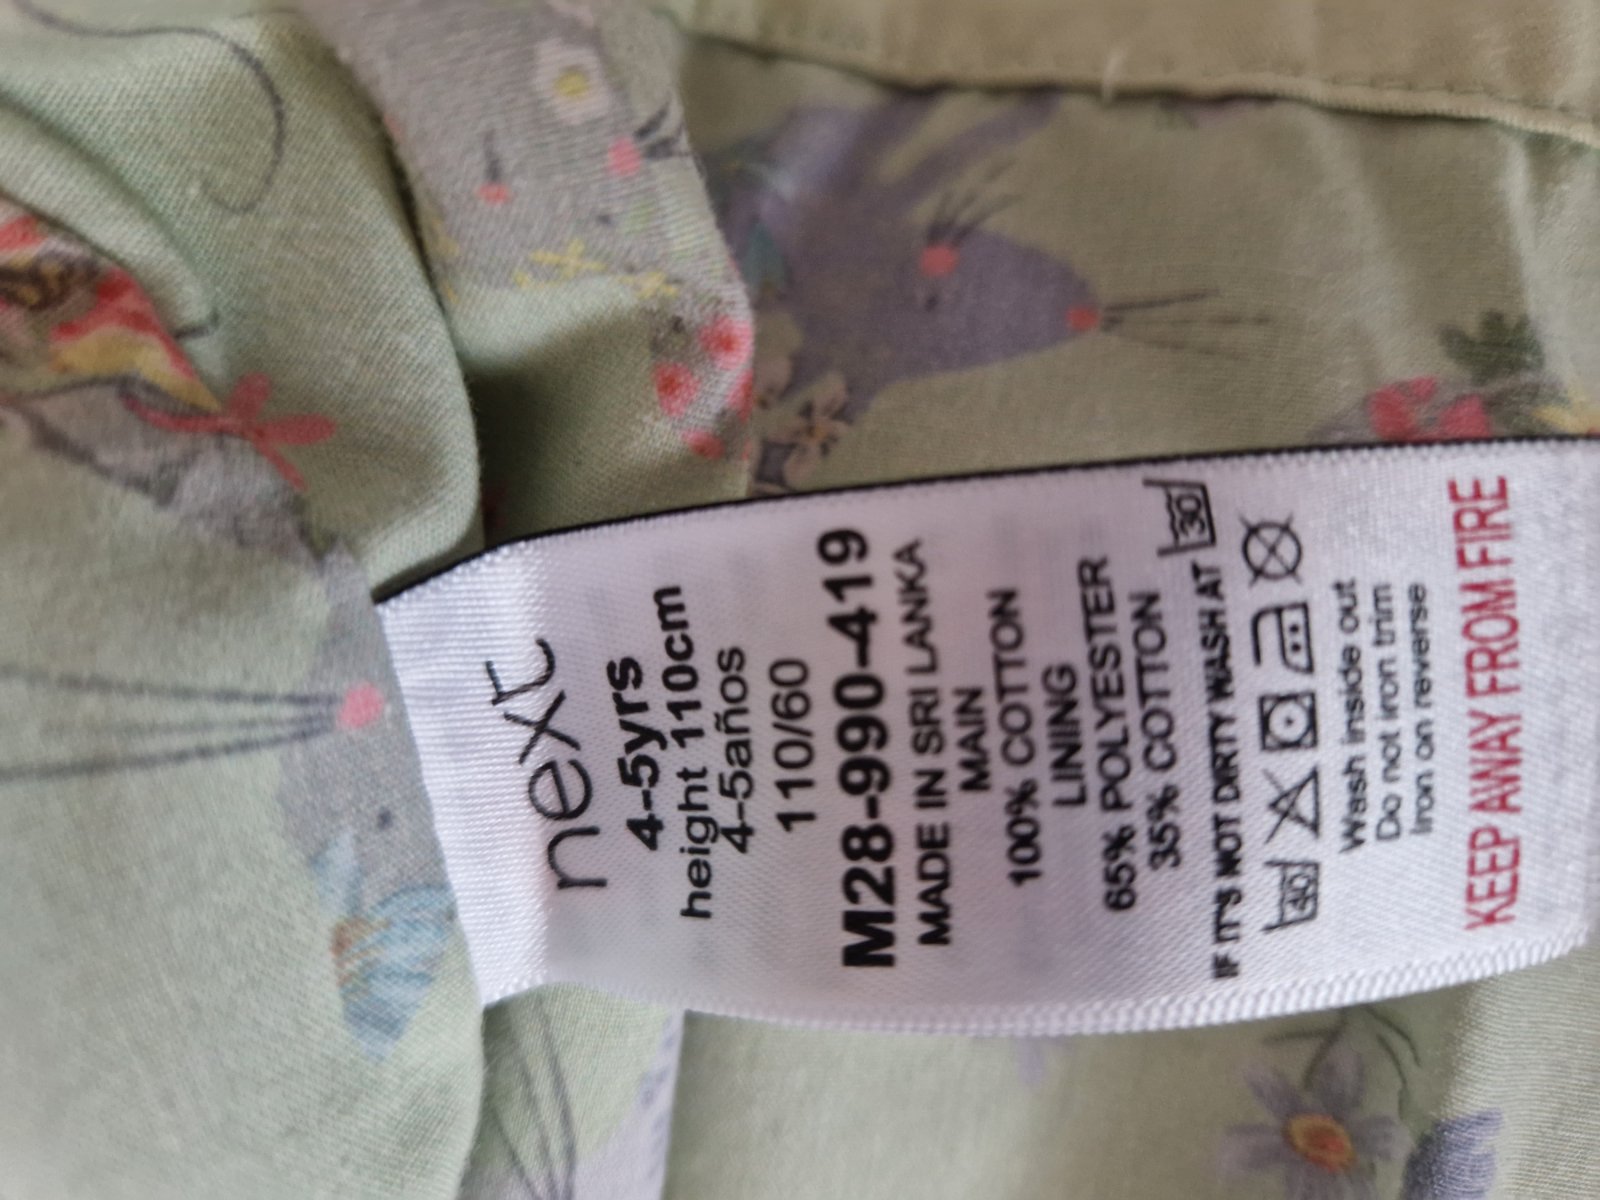 next
4-5yrs
height 110cm
4-5años
110/60
M28-990-419
MADE IN SRI LANKA
MAIN
100% COTTON
LINING
65% POLYESTER
35% COTTON
IF IT'S NOT DIRTY WASH AT 30
40
Wash inside out
Do not iron trim
Iron on reverse
KEEP AWAY FROM FIRE